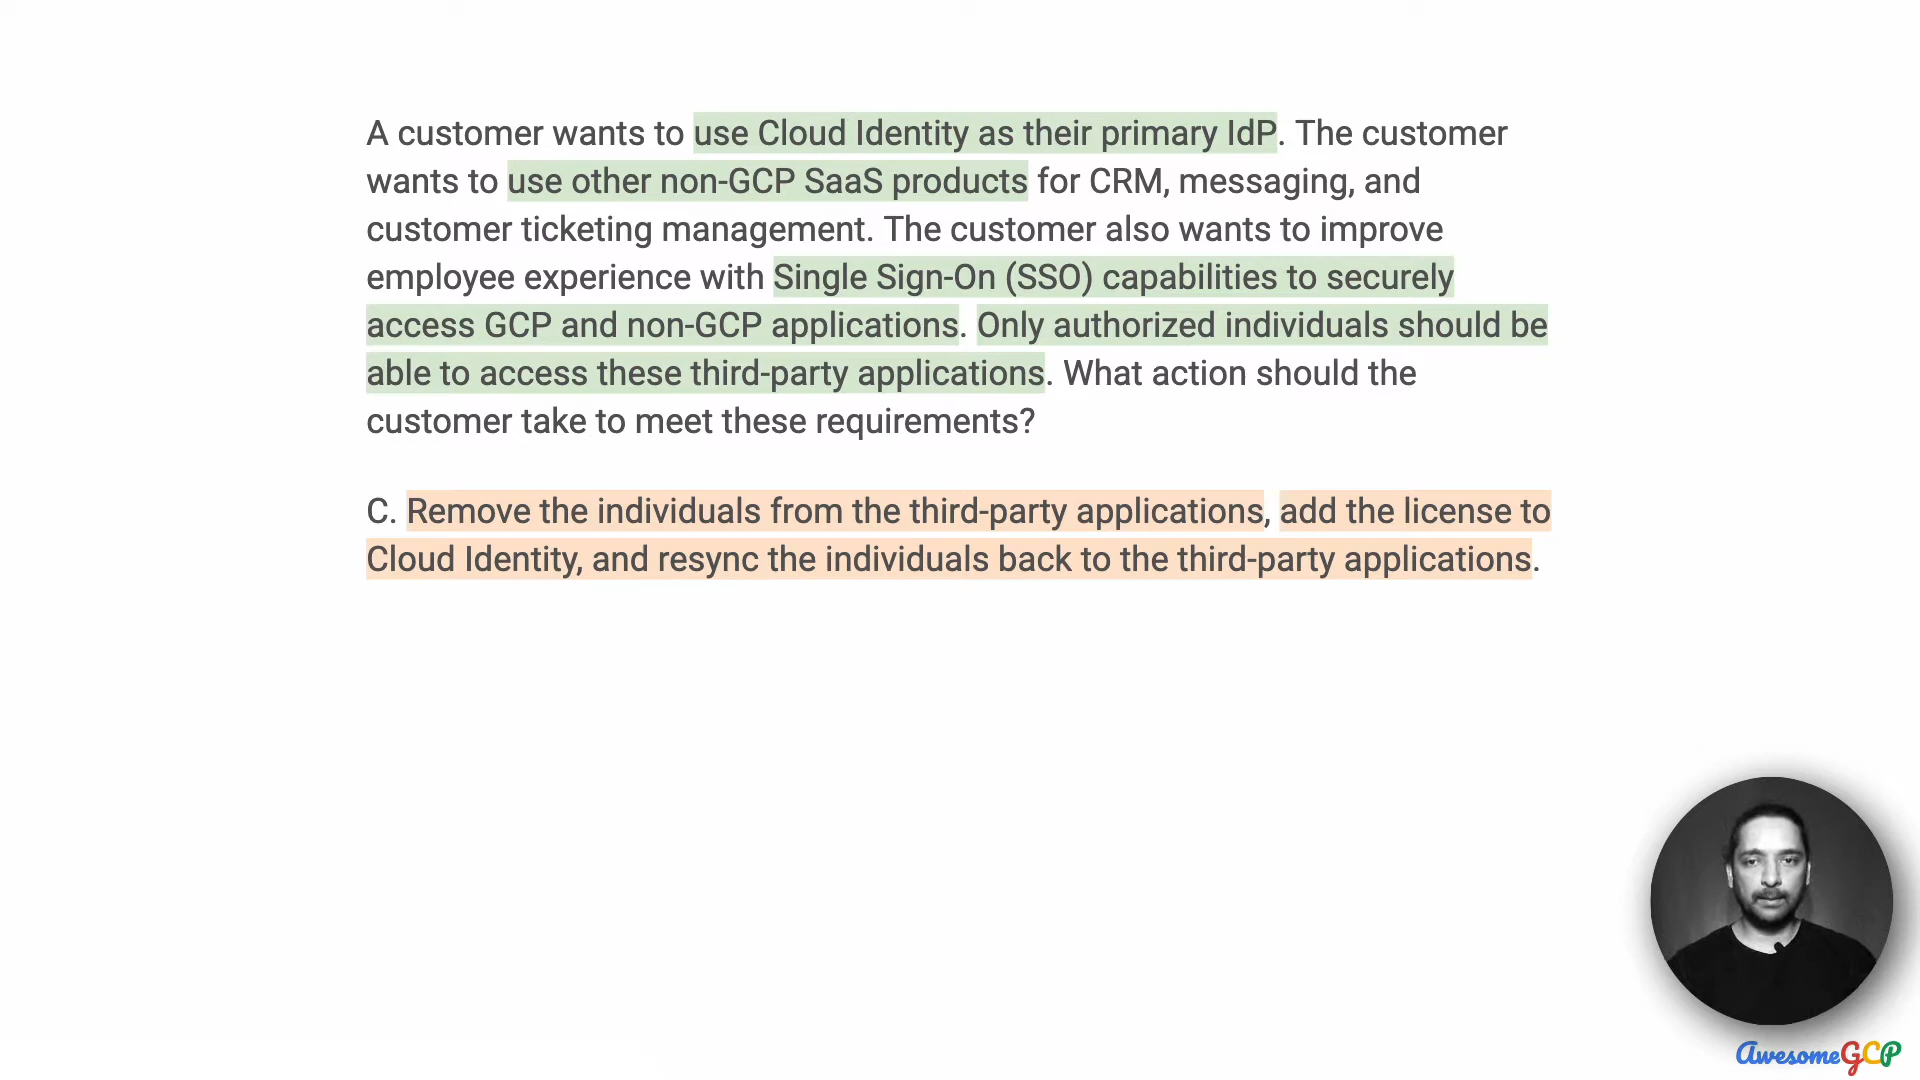 A customer wants to use Cloud Identity as their primary IdP. The customer
wants to use other non-GCP SaaS products for CRM, messaging, and
customer ticketing management. The customer also wants to improve
employee experience with Single Sign-On (SSO) capabilities to securely
access GCP and non-GCP applications. Only authorized individuals should be
able to access these third-party applications. What action should the
customer take to meet these requirements?
C. Remove the individuals from the third-party applications, add the license to
Cloud Identity, and resync the individuals back to the third-party applications.
AwesomeGCP